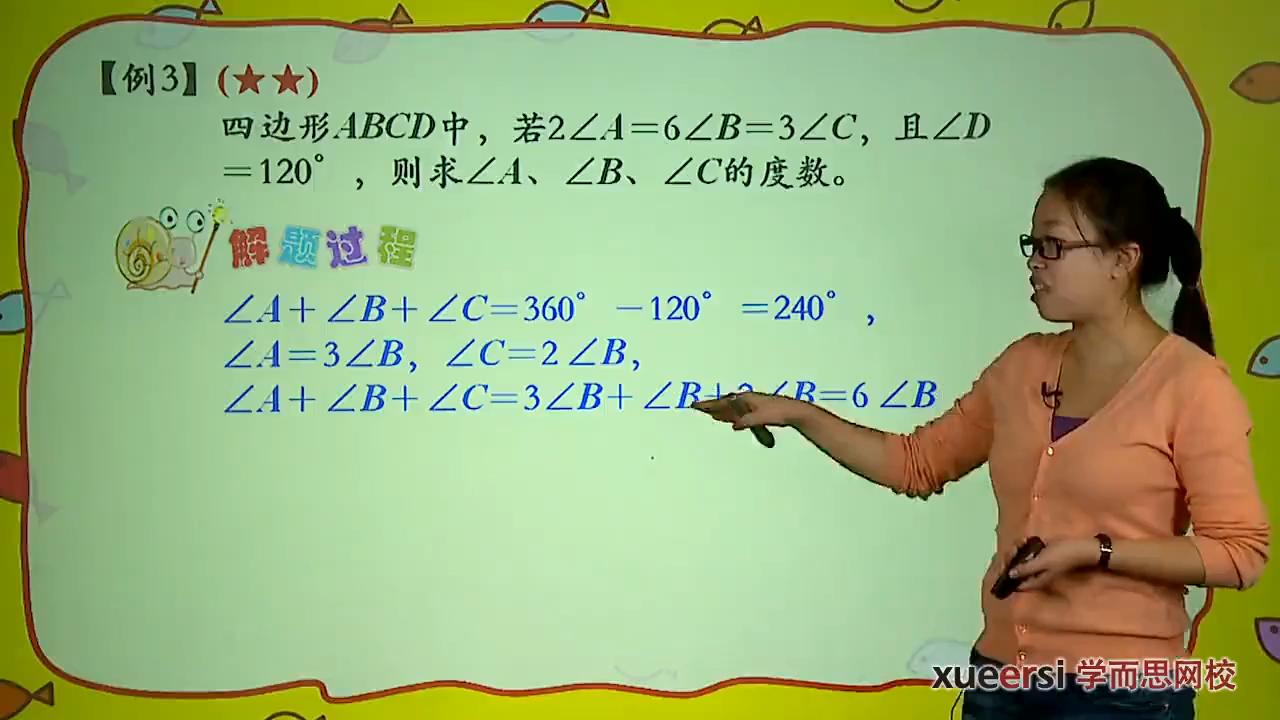 【例3】(★★)
四边形ABCD中，若2∠A=6∠B=3∠C，且∠D
=120°，则求∠A、∠B、∠C的度数。
解题过程
∠A+∠B+∠C=360°-120°=240°，
∠A=3∠B，∠C=2∠B，
∠A+∠B+∠C=3∠B+∠B+2∠B=6∠B
xueersi 学而思网校